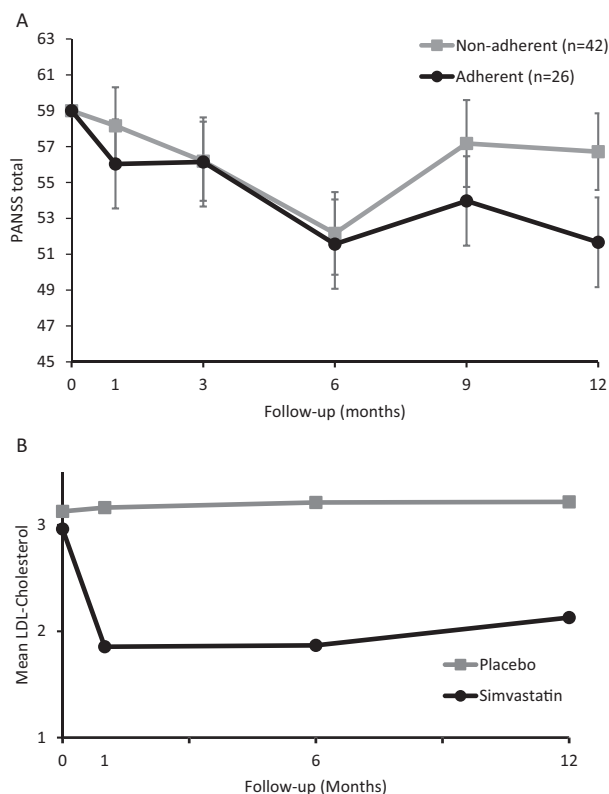 A
63
61
59
57
55
53
51
49
47
45
PANSS total
Non-adherent (n=42)
Adherent (n=26)
0 1 3 6 9 12
Follow-up (months)
B
3
2
1
Mean LDL-Cholesterol
Placebo
Simvastatin
0 1 6 12
Follow-up (Months)